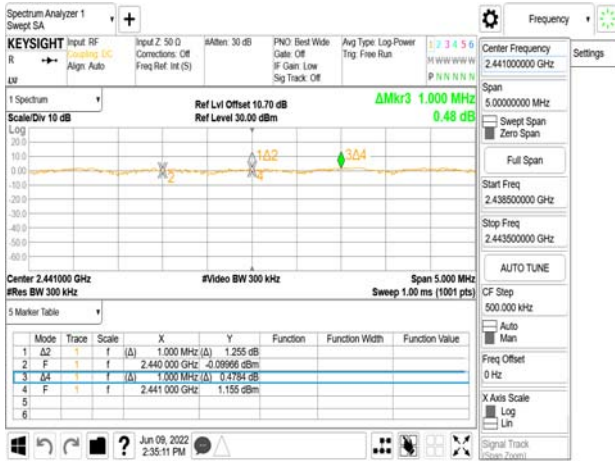 Spectrum Analyzer 1
Swept SA
Frequency
KEYSIGHT
R
Input: RF
Coupling: DC
Align: Auto
Input Z: 50 Ω
Corrections: Off
Freq Ref: Int (S)
#Atten: 30 dB
PNO: Best Wide
Gate: Off
IF Gain: Low
Sig Track: Off
Avg Type: Log-Power
Trig: Free Run
1 2 3 4 5 6
M W W W W W
P N N N N N
Center Frequency
2.441000000 GHz
Settings
Span
5.00000000 MHz
Swept Span
Zero Span
Full Span
Start Freq
2.438500000 GHz
Stop Freq
2.443500000 GHz
AUTO TUNE
CF Step
500.000 kHz
Auto
Man
Freq Offset
0 Hz
X Axis Scale
Log
Lin
Signal Track
(Span Zoom)
1 Spectrum
Scale/Div 10 dB
Ref Lvl Offset 10.70 dB
Ref Level 30.00 dBm
ΔMkr3 1.000 MHz
0.48 dB
Log
20.0
10.0
0.00
-10.0
-20.0
-30.0
-40.0
-50.0
-60.0
2
1Δ2
4
3Δ4
Center 2.441000 GHz
#Res BW 300 kHz
#Video BW 300 kHz
Span 5.000 MHz
Sweep 1.00 ms (1001 pts)
5 Marker Table
Mode Trace Scale X Y Function Function Width Function Value
1 Δ2 1 f (Δ) 1.000 MHz (Δ) 1.255 dB
2 F 1 f 2.440 000 GHz -0.09966 dBm
3 Δ4 1 f (Δ) 1.000 MHz (Δ) 0.4784 dB
4 F 1 f 2.441 000 GHz 1.155 dBm
5
6
?
Jun 09, 2022
2:35:11 PM